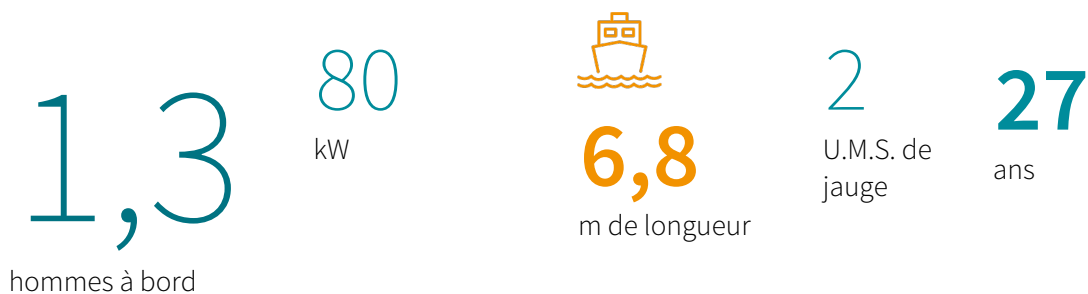 1,3
hommes à bord
80
kW
6,8
m de longueur
2
U.M.S. de
jauge
27
ans